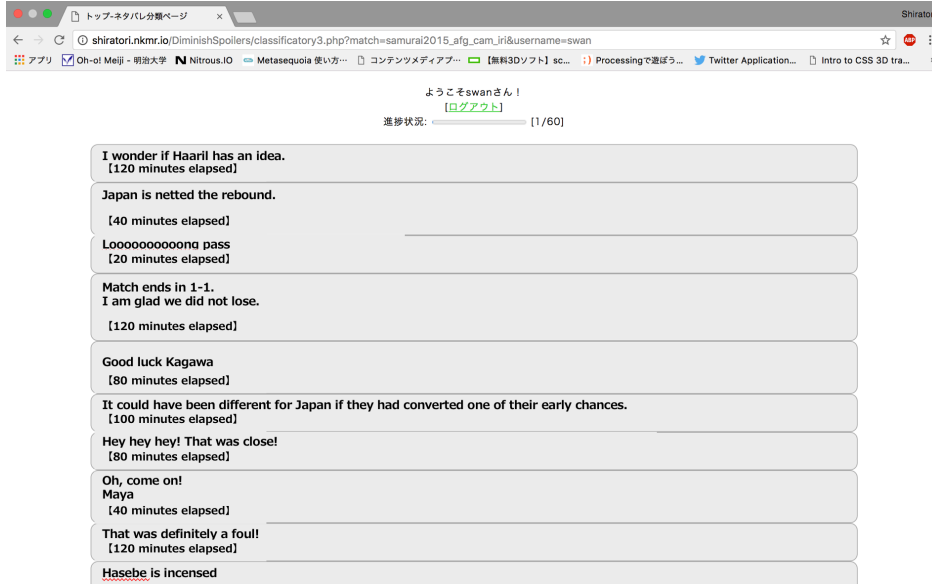 トップ-ネタバレ分類ページ
Shirator
shiratori.nkmr.io/DiminishSpoilers/classificatory3.php?match=samurai2015_afg_cam_iri&username=swan
ABP
アプリ Oh-o! Meiji - 明治大学 Nitrous.IO Metasequoia 使い方… コンテンツメディアプ… 【無料3Dソフト】sc… Processingで遊ぼう… Twitter Application… Intro to CSS 3D tra…
ようこそswanさん！
[ログアウト]
進捗状況: [1/60]
I wonder if Haaril has an idea.
【120 minutes elapsed】
Japan is netted the rebound.
【40 minutes elapsed】
Loooooooooong pass
【20 minutes elapsed】
Match ends in 1-1.
I am glad we did not lose.
【120 minutes elapsed】
Good luck Kagawa
【80 minutes elapsed】
It could have been different for Japan if they had converted one of their early chances.
【100 minutes elapsed】
Hey hey hey! That was close!
【80 minutes elapsed】
Oh, come on!
Maya
【40 minutes elapsed】
That was definitely a foul!
【120 minutes elapsed】
Hasebe is incensed